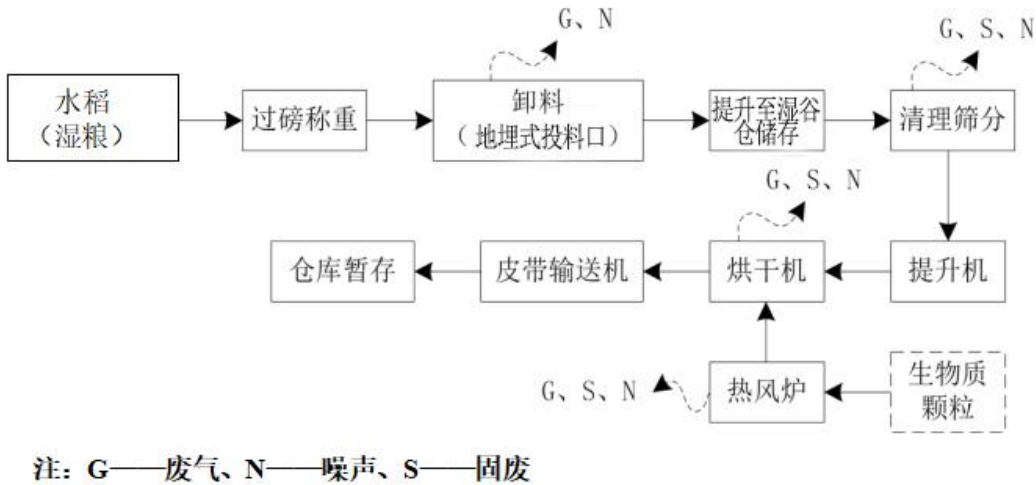 G、N
G、S、N
水稻
（湿粮）
过磅称重
卸料
（地埋式投料口）
提升至湿谷
仓储存
清理筛分
G、S、N
仓库暂存
皮带输送机
烘干机
提升机
G、S、N
热风炉
生物质
颗粒
注：G——废气、N——噪声、S——固废